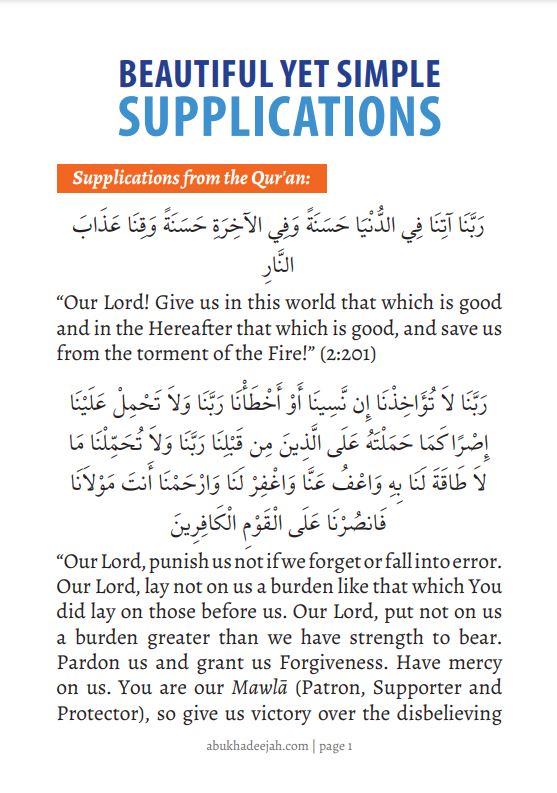 BEAUTIFUL YET SIMPLE
SUPPLICATIONS
Supplications from the Qur'an:
رَبَّنَا آتِنَا فِي الدُّنْيَا حَسَنَةً وَفِي الآخِرَةِ حَسَنَةً وَقِنَا عَذَابَ
النَّارِ
“Our Lord! Give us in this world that which is good
and in the Hereafter that which is good, and save us
from the torment of the Fire!” (2:201)
رَبَّنَا لاَ تُؤَاخِذْنَا إِن نَّسِينَا أَوْ أَخْطَأْنَا رَبَّنَا وَلاَ تَحْمِلْ عَلَيْنَا
إِصْرًا كَمَا حَمَلْتَهُ عَلَى الَّذِينَ مِن قَبْلِنَا رَبَّنَا وَلاَ تُحَمِّلْنَا مَا
لاَ طَاقَةَ لَنَا بِهِ وَاعْفُ عَنَّا وَاغْفِرْ لَنَا وَارْحَمْنَا أَنتَ مَوْلاَنَا
فَانصُرْنَا عَلَى الْقَوْمِ الْكَافِرِينَ
“Our Lord, punish us not if we forget or fall into error.
Our Lord, lay not on us a burden like that which You
did lay on those before us. Our Lord, put not on us
a burden greater than we have strength to bear.
Pardon us and grant us Forgiveness. Have mercy
on us. You are our Mawlā (Patron, Supporter and
Protector), so give us victory over the disbelieving
abukhadeejah.com | page 1